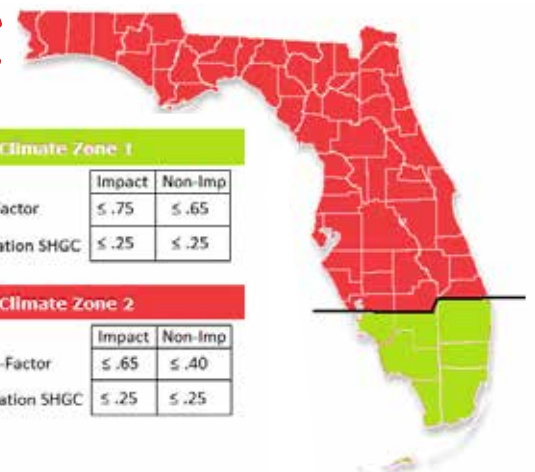 Climate Zone 1
Impact Non-Imp
actor ≤ .75 ≤ .65
ation SHGC ≤ .25 ≤ .25
Climate Zone 2
Impact Non-Imp
-Factor ≤ .65 ≤ .40
ation SHGC ≤ .25 ≤ .25